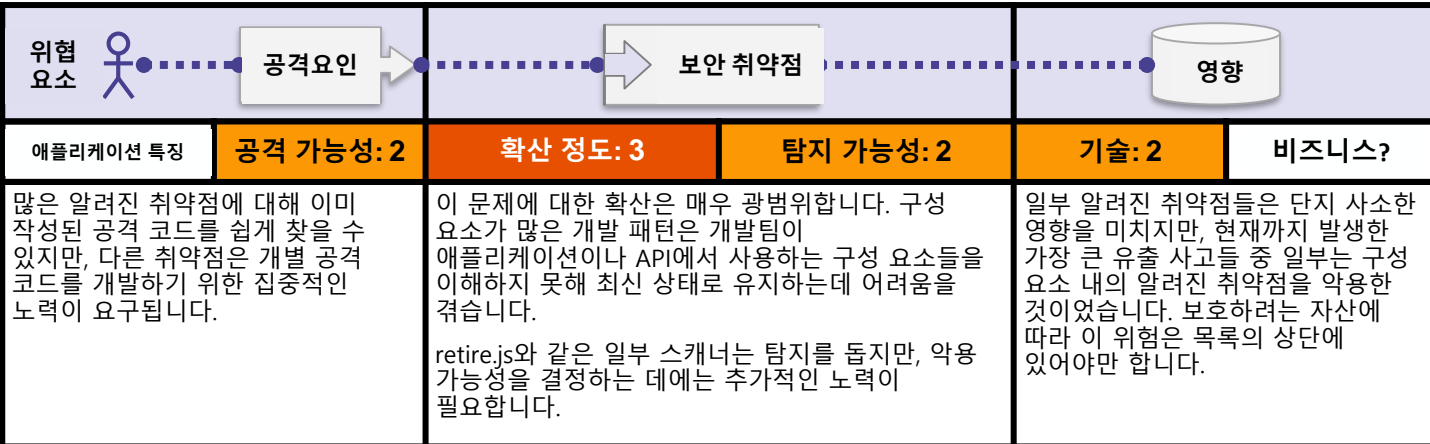 위협
요소
공격요인
보안 취약점
영향
애플리케이션 특징
공격 가능성: 2
확산 정도: 3
탐지 가능성: 2
기술: 2
비즈니스?
많은 알려진 취약점에 대해 이미
작성된 공격 코드를 쉽게 찾을 수
있지만, 다른 취약점은 개별 공격
코드를 개발하기 위한 집중적인
노력이 요구됩니다.
이 문제에 대한 확산은 매우 광범위합니다. 구성
요소가 많은 개발 패턴은 개발팀이
애플리케이션이나 API에서 사용하는 구성 요소들을
이해하지 못해 최신 상태로 유지하는데 어려움을
겪습니다.
retire.js와 같은 일부 스캐너는 탐지를 돕지만, 악용
가능성을 결정하는 데에는 추가적인 노력이
필요합니다.
일부 알려진 취약점들은 단지 사소한
영향을 미치지만, 현재까지 발생한
가장 큰 유출 사고들 중 일부는 구성
요소 내의 알려진 취약점을 악용한
것이었습니다. 보호하려는 자산에
따라 이 위험은 목록의 상단에
있어야만 합니다.